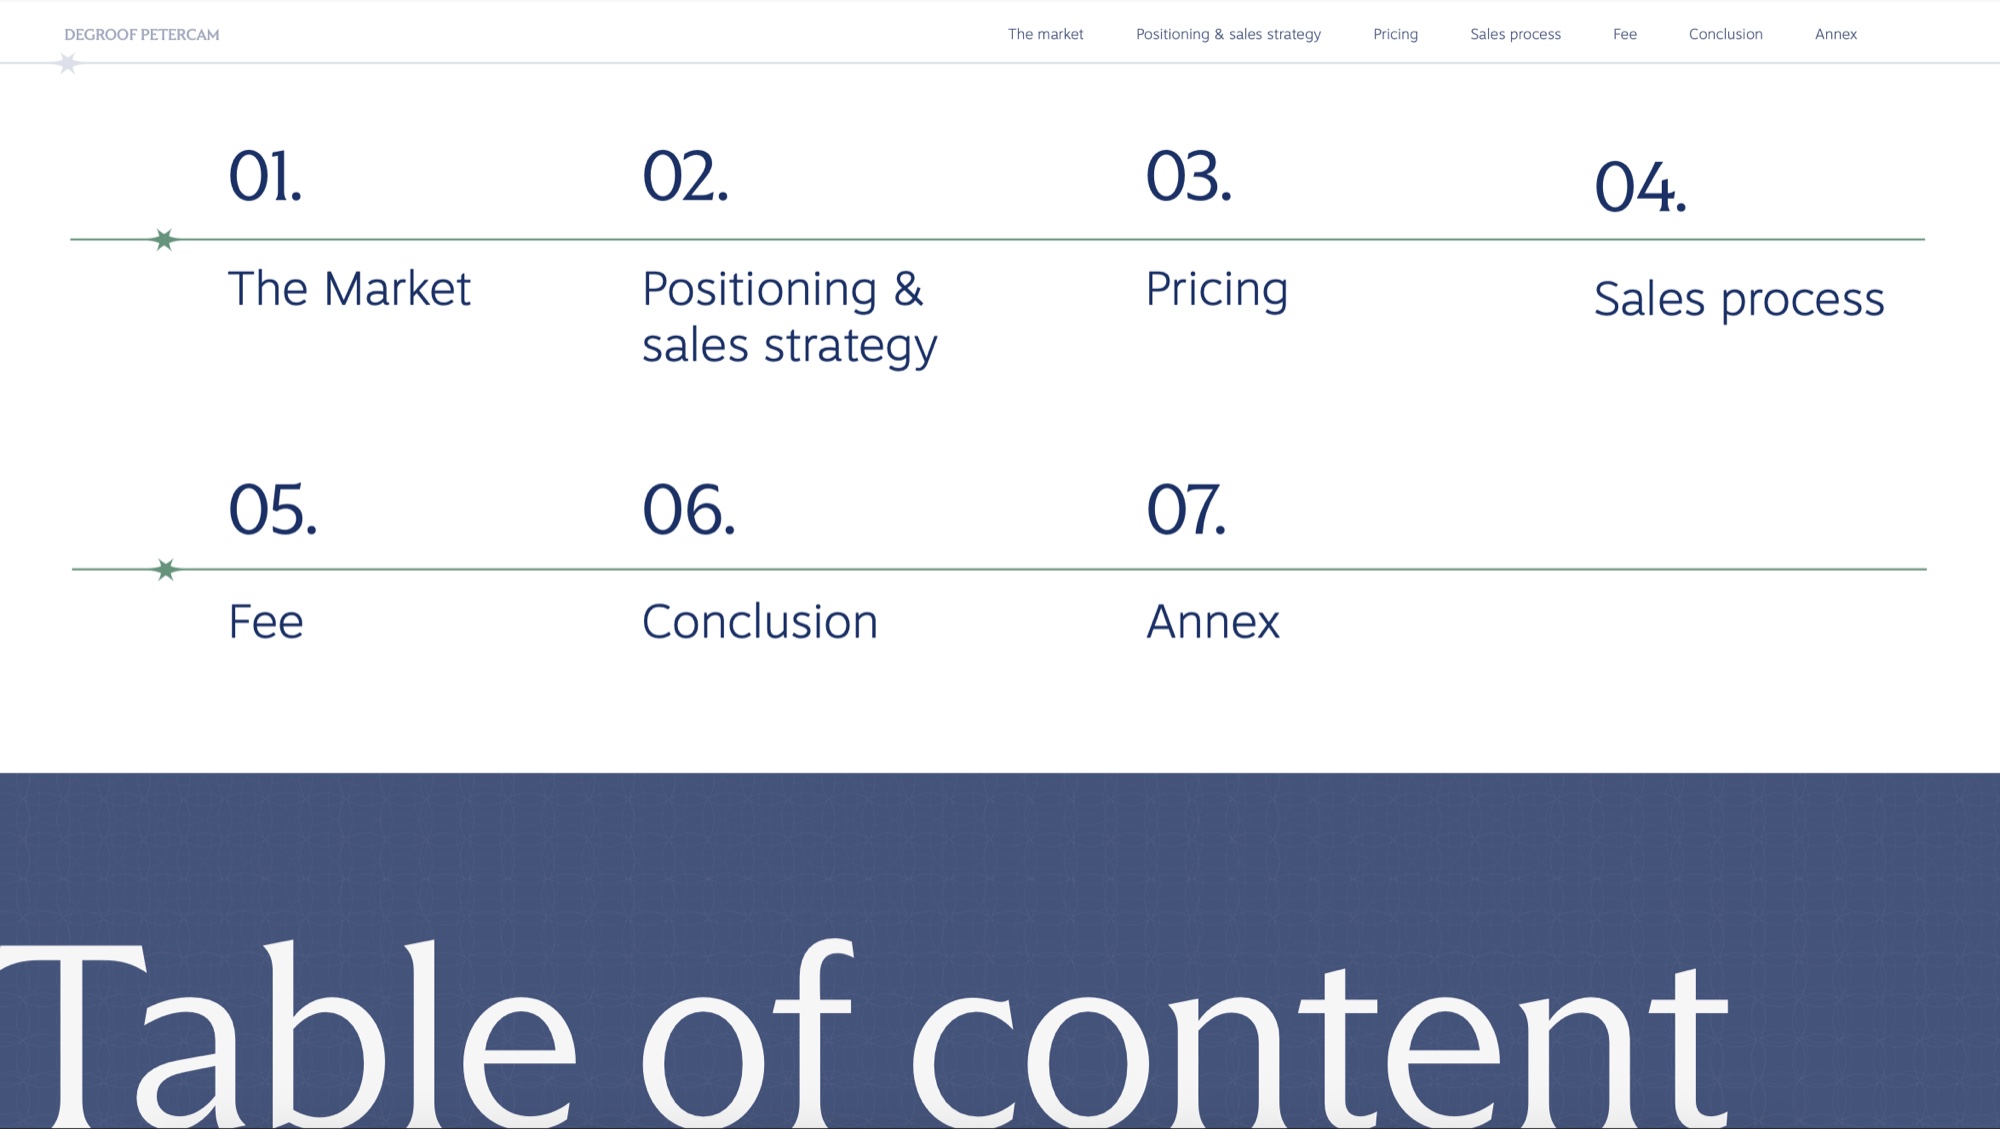 DEGROOF PETERCAM
The market
Positioning & sales strategy
Pricing
Sales process
Fee
Conclusion
Annex
01.
The Market
02.
Positioning &
sales strategy
03.
Pricing
04.
Sales process
05.
Fee
06.
Conclusion
07.
Annex
Table of content